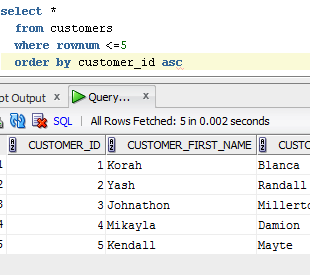 select *
from customers
where rownum <=5
order by customer_id asc
ot Output x Query... x
SQL All Rows Fetched: 5 in 0.002 seconds
CUSTOMER_ID CUSTOMER_FIRST_NAME CUSTO
1 1 Korah Blanca
2 2 Yash Randall
3 3 Johnathon Millerto
4 4 Mikayla Damion
5 5 Kendall Mayte